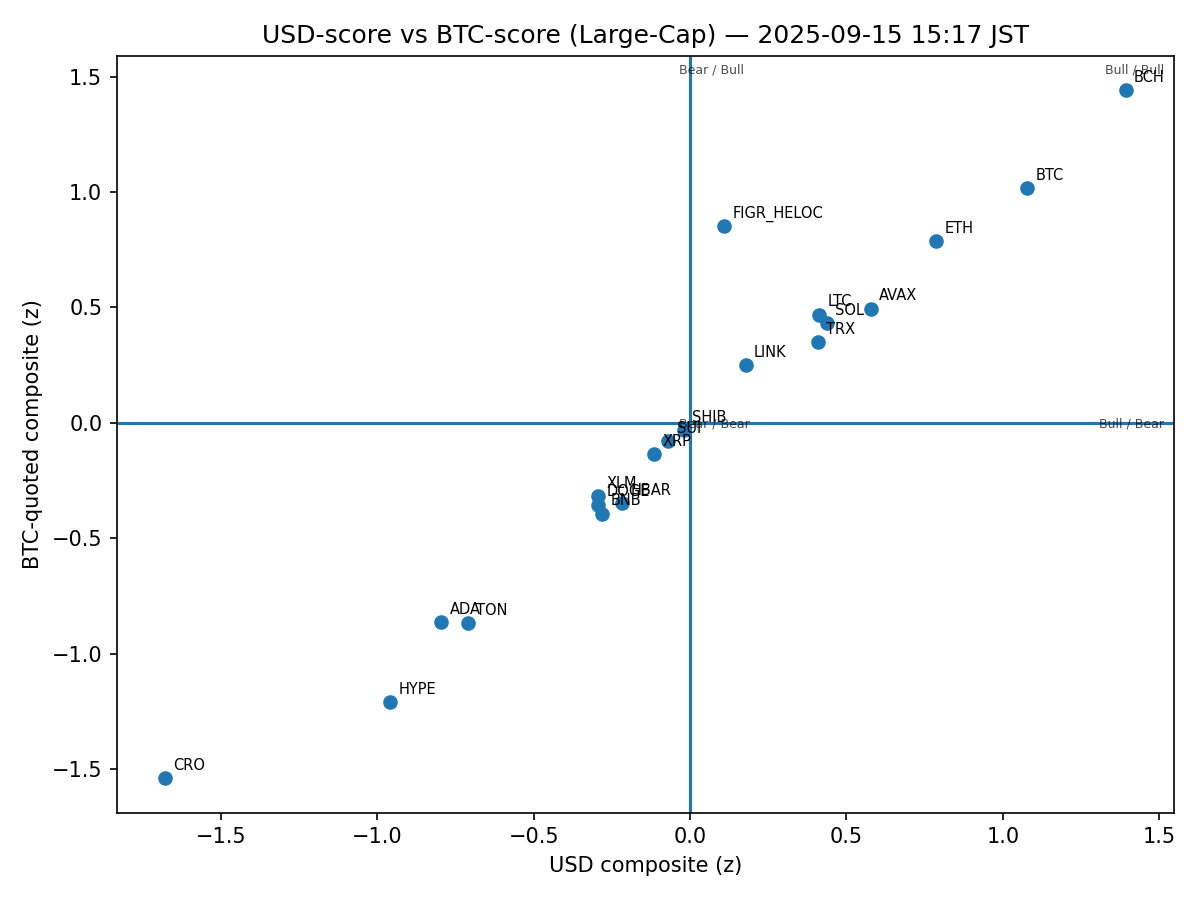 USD-score vs BTC-score (Large-Cap) — 2025-09-15 15:17 JST
Bear / Bull
Bull / Bull
BCH
BTC
FIGR_HELOC
ETH
AVAX
LTC
SOL
TRX
LINK
SHIB
Bear / Bear
Bull / Bear
SUI
XRP
XLM
DOGE
HBAR
BNB
ADA
TON
HYPE
CRO
1.5
1.0
0.5
0.0
−0.5
−1.0
−1.5
BTC-quoted composite (z)
−1.5
−1.0
−0.5
0.0
0.5
1.0
1.5
USD composite (z)